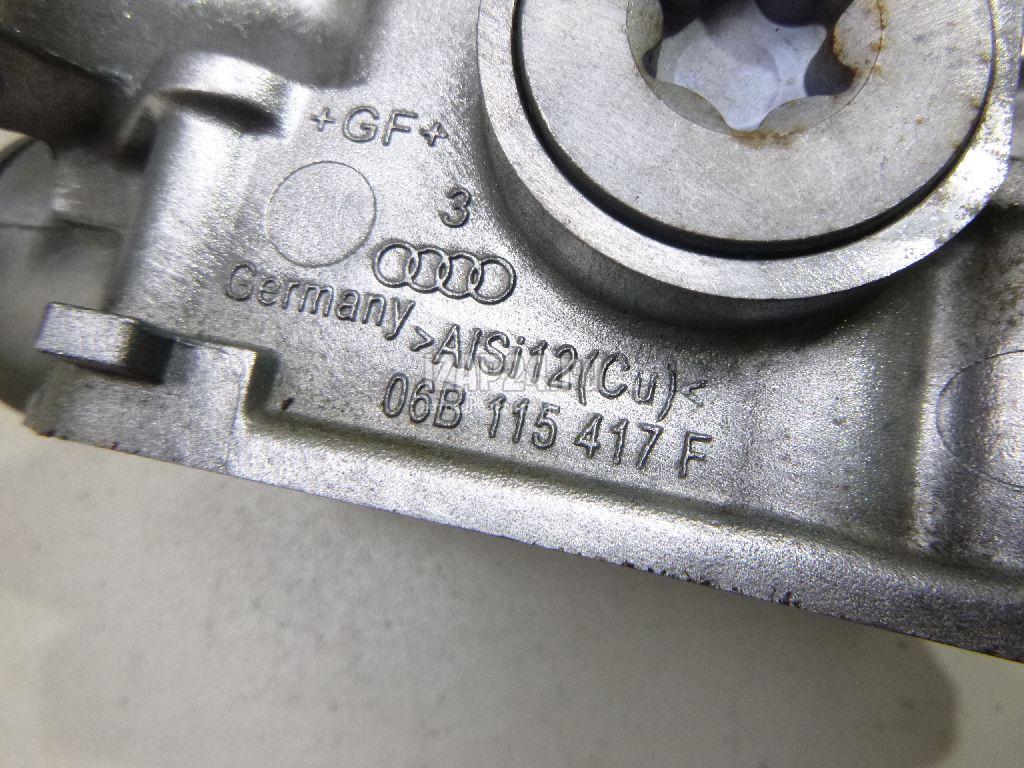 +GF+
3
Germany
>AlSi12(Cu)<
06B 115 417 F